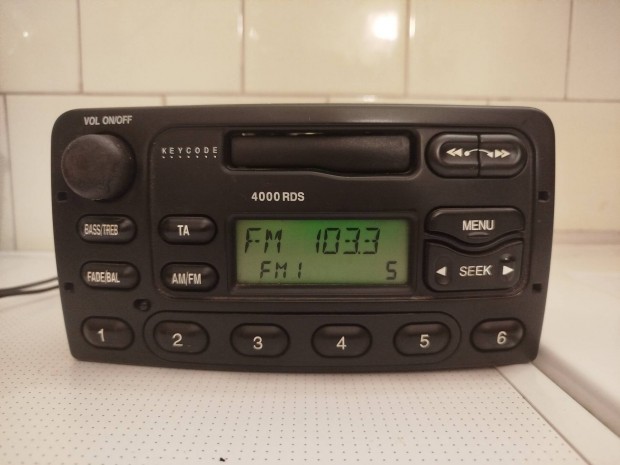 VOL ON/OFF
KEYCODE
4000 RDS
BASS/TREB
TA
MENU
FM 103.3
FADE/BAL
AM/FM
FM1 5
SEEK
1 2 3 4 5 6